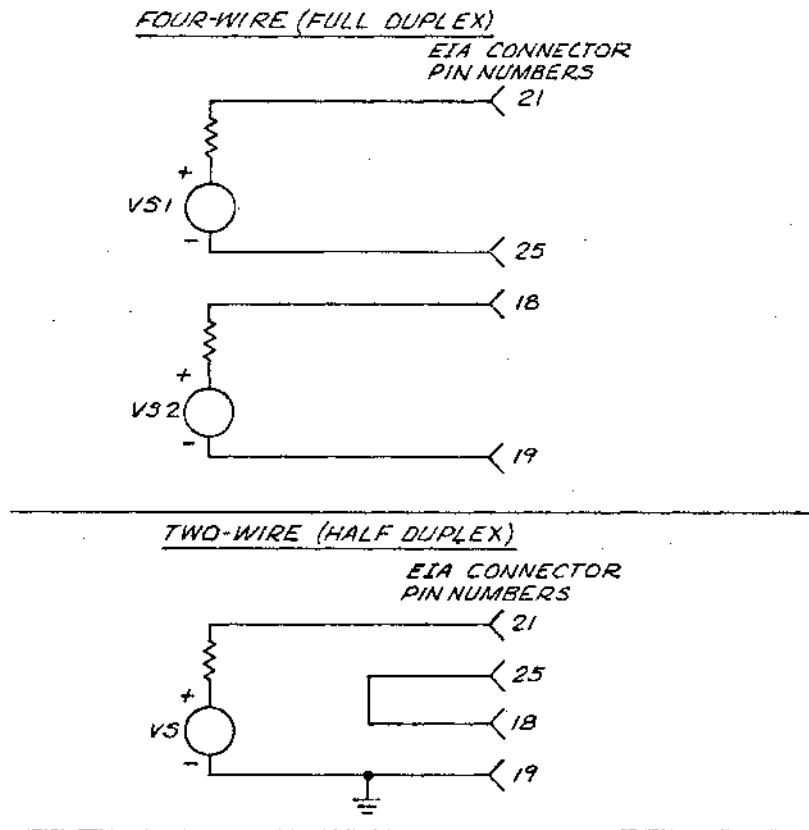 FOUR-WIRE (FULL DUPLEX)
EIA CONNECTOR
PIN NUMBERS
21
+
VS1
-
25
18
+
VS2
-
19
TWO-WIRE (HALF DUPLEX)
EIA CONNECTOR
PIN NUMBERS
21
25
+
VS
18
-
19